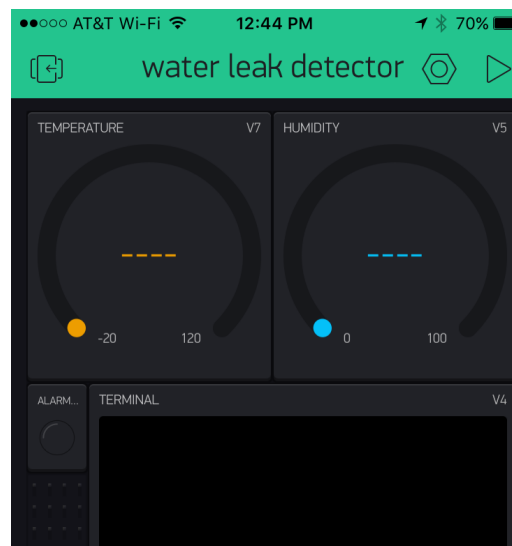 AT&T Wi-Fi 12:44 PM 70%
water leak detector
TEMPERATURE V7 HUMIDITY V5
---- ----
-20 120 0 100
ALARM... TERMINAL V4